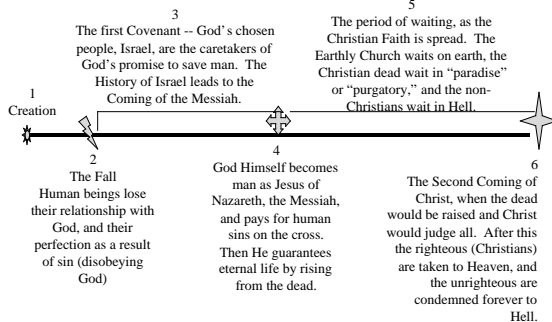 1
Creation
2
The Fall
Human beings lose
their relationship with
God, and their
perfection as a result
of sin (disobeying
God)
3
The first Covenant -- God's chosen
people, Israel, are the caretakers of
God's promise to save man. The
History of Israel leads to the
Coming of the Messiah.
4
God Himself becomes
man as Jesus of
Nazareth, the Messiah,
and pays for human
sins on the cross.
Then He guarantees
eternal life by rising
from the dead.
5
The period of waiting, as the
Christian Faith is spread. The
Earthly Church waits on earth, the
Christian dead wait in “paradise”
or “purgatory,” and the non-
Christians wait in Hell.
6
The Second Coming of
Christ, when the dead
would be raised and Christ
would judge all. After this
the righteous (Christians)
are taken to Heaven, and
the unrighteous are
condemned forever to
Hell.